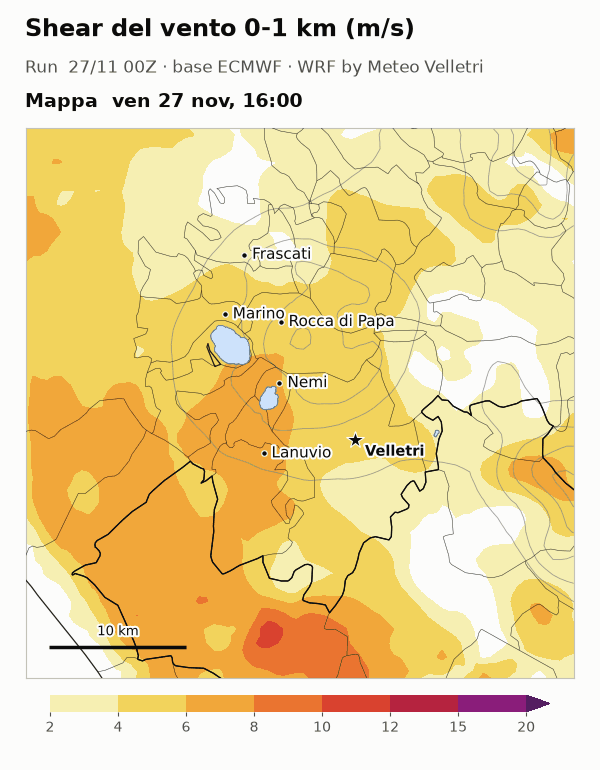 Shear del vento 0-1 km (m/s)
Run  27/11 00Z · base ECMWF · WRF by Meteo Velletri
Mappa  ven 27 nov, 16:00
Frascati
Marino
Rocca di Papa
Nemi
Velletri
Lanuvio
10 km
2 4 6 8 10 12 15 20